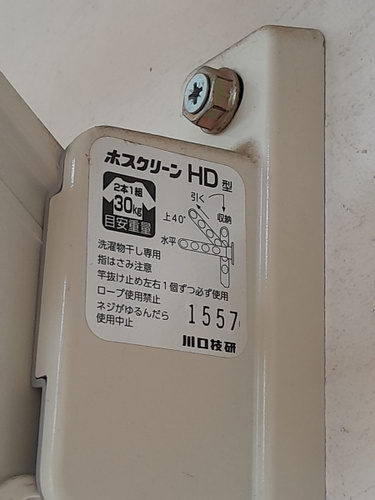 ホスクリーン HD型
2本1組
30kg
目安重量
引く
収納
上40°
水平
洗濯物干し専用
指はさみ注意
竿抜け止め左右1個ずつ必ず使用
ロープ使用禁止
ネジがゆるんだら
使用中止
1557
川口技研